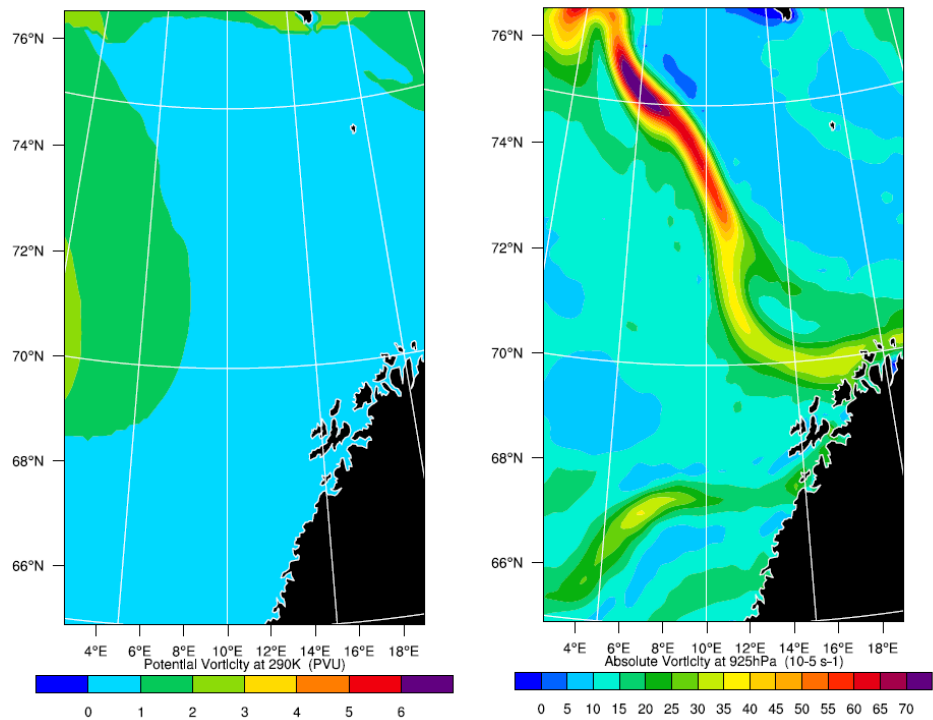 76°N
74°N
72°N
70°N
68°N
66°N
4°E 6°E 8°E 10°E 12°E 14°E 16°E 18°E
Potential Vorticity at 290K (PVU)
0 1 2 3 4 5 6
76°N
74°N
72°N
70°N
68°N
66°N
4°E 6°E 8°E 10°E 12°E 14°E 16°E 18°E
Absolute Vorticity at 925hPa (10-5 s-1)
0 5 10 15 20 25 30 35 40 45 50 55 60 65 70